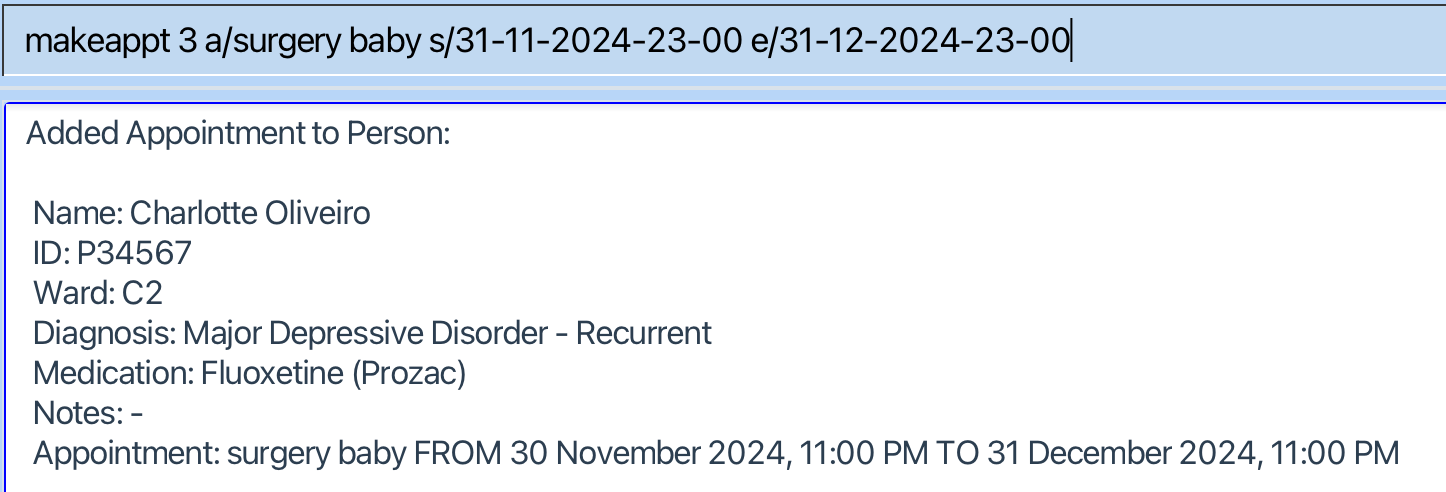 makeappt 3 a/surgery baby s/31-11-2024-23-00 e/31-12-2024-23-00
Added Appointment to Person:
Name: Charlotte Oliveiro
ID: P34567
Ward: C2
Diagnosis: Major Depressive Disorder - Recurrent
Medication: Fluoxetine (Prozac)
Notes: -
Appointment: surgery baby FROM 30 November 2024, 11:00 PM TO 31 December 2024, 11:00 PM